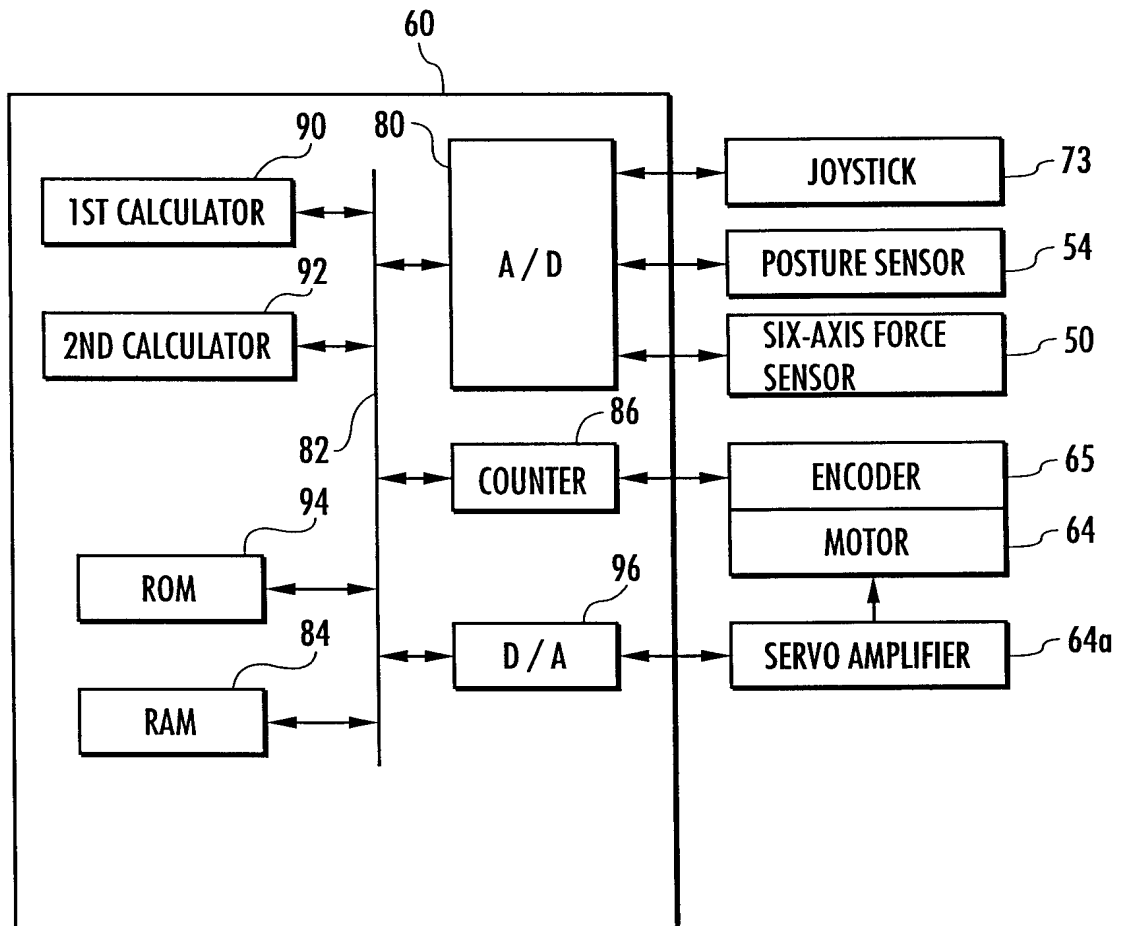 60
90
80
1ST CALCULATOR
A / D
JOYSTICK
73
92
POSTURE SENSOR
54
2ND CALCULATOR
SIX-AXIS FORCE
SENSOR
50
82
86
COUNTER
ENCODER
65
94
MOTOR
64
ROM
96
84
D / A
SERVO AMPLIFIER
64a
RAM